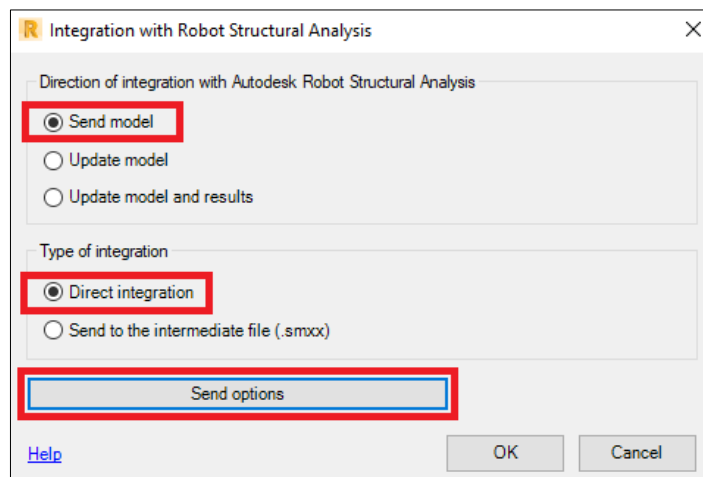 R Integration with Robot Structural Analysis
Direction of integration with Autodesk Robot Structural Analysis
Send model
Update model
Update model and results
Type of integration
Direct integration
Send to the intermediate file (.smxx)
Send options
Help OK Cancel